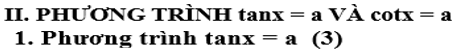 II. PHƯƠNG TRÌNH tanx = a VÀ cotx = a
1. Phương trình tanx = a (3)